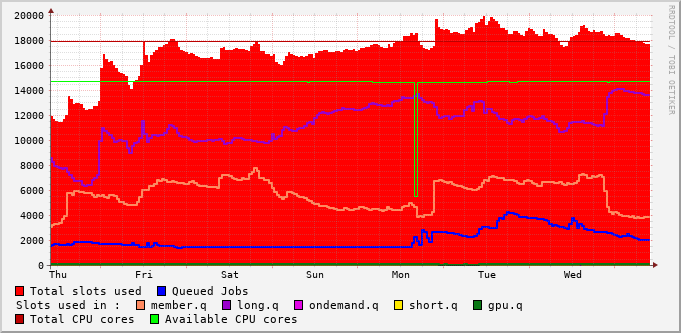 RRDTOOL / TOBI OETIKER
20000
18000
16000
14000
12000
10000
8000
6000
4000
2000
0
Thu Fri Sat Sun Mon Tue Wed
Total slots used Queued Jobs
Slots used in : member.q long.q ondemand.q short.q gpu.q
Total CPU cores Available CPU cores